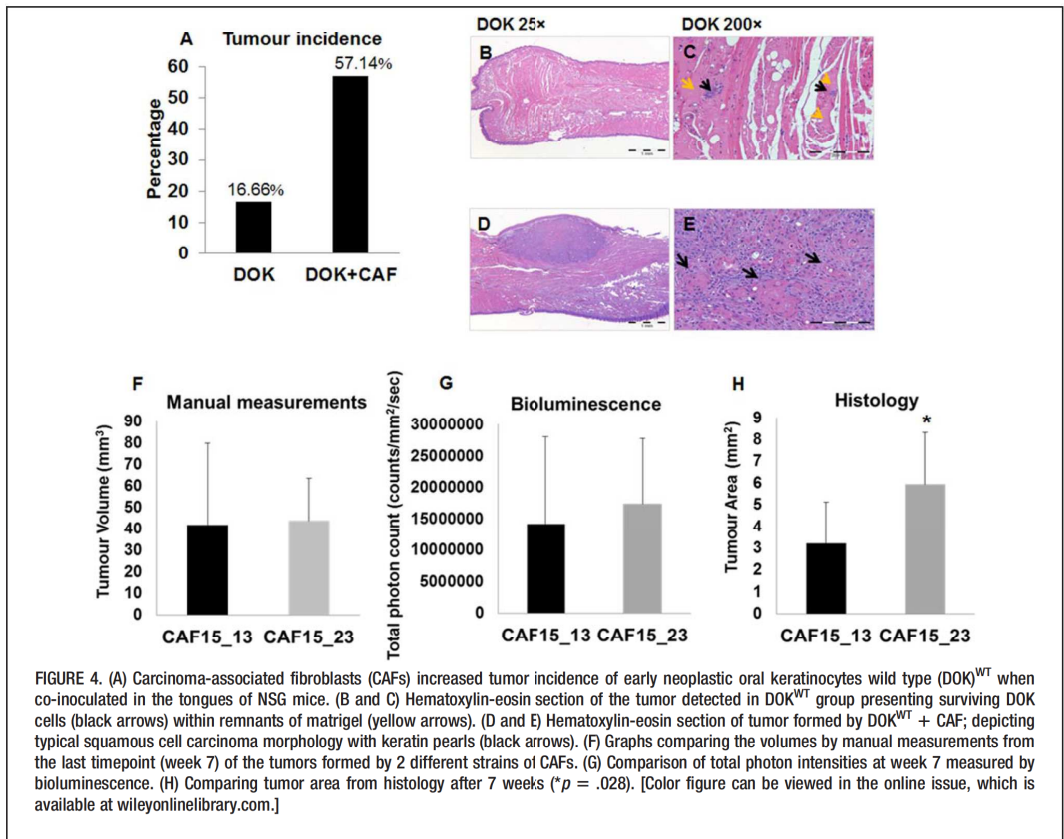 DOK 25×
DOK 200×
A
Tumour incidence
60
50
40
30
20
10
0
Percentage
16.66%
57.14%
DOK
DOK+CAF
B
1 mm
C
D
1 mm
E
F
Manual measurements
Tumour Volume (mm³)
90
80
70
60
50
40
30
20
10
0
CAF15_13
CAF15_23
G
Bioluminescence
Total photon count (counts/mm²/sec)
30000000
25000000
20000000
15000000
10000000
5000000
0
CAF15_13
CAF15_23
H
Histology
Tumour Area (mm²)
9
8
7
6
5
4
3
2
1
0
*
CAF15_13
CAF15_23
FIGURE 4. (A) Carcinoma-associated fibroblasts (CAFs) increased tumor incidence of early neoplastic oral keratinocytes wild type (DOK)ᵂᵀ when
co-inoculated in the tongues of NSG mice. (B and C) Hematoxylin-eosin section of the tumor detected in DOKᵂᵀ group presenting surviving DOK
cells (black arrows) within remnants of matrigel (yellow arrows). (D and E) Hematoxylin-eosin section of tumor formed by DOKᵂᵀ + CAF; depicting
typical squamous cell carcinoma morphology with keratin pearls (black arrows). (F) Graphs comparing the volumes by manual measurements from
the last timepoint (week 7) of the tumors formed by 2 different strains of CAFs. (G) Comparison of total photon intensities at week 7 measured by
bioluminescence. (H) Comparing tumor area from histology after 7 weeks (*p = .028). [Color figure can be viewed in the online issue, which is
available at wileyonlinelibrary.com.]